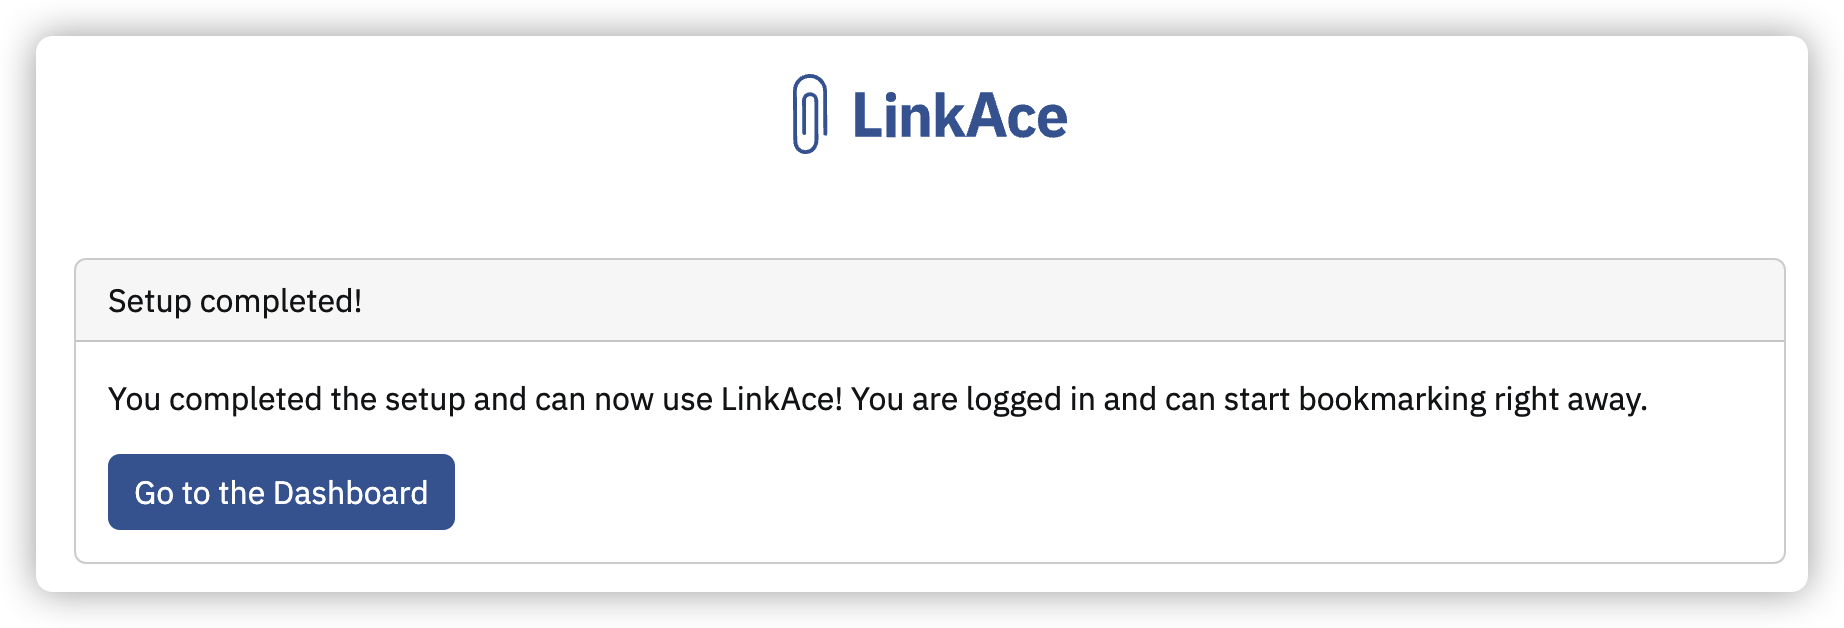 LinkAce
Setup completed!
You completed the setup and can now use LinkAce! You are logged in and can start bookmarking right away.
Go to the Dashboard